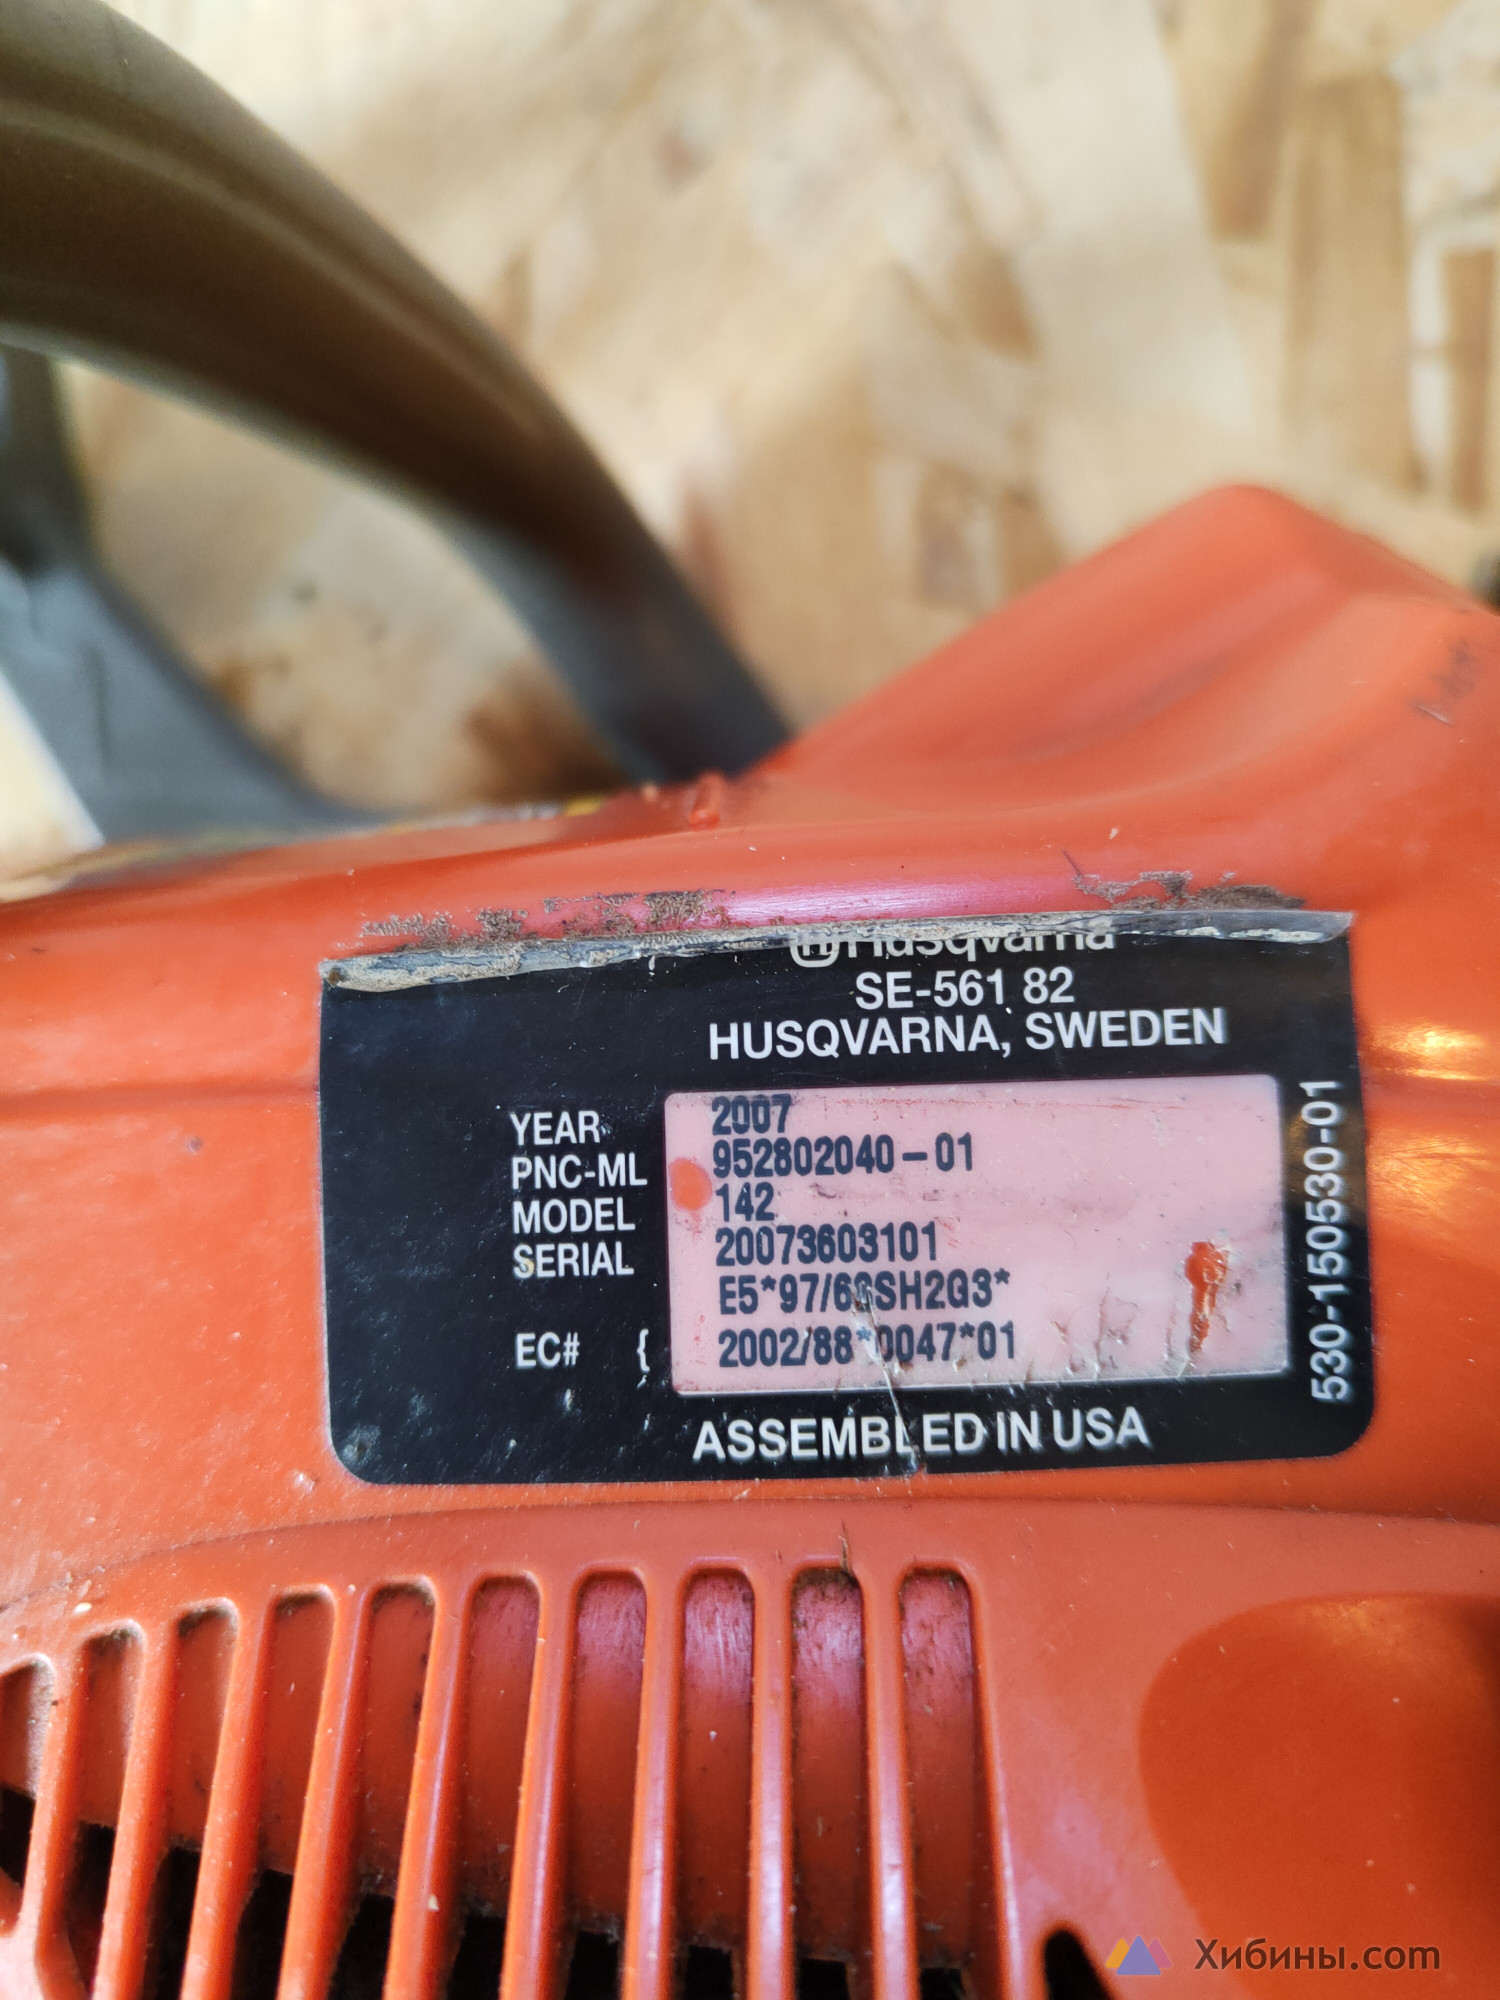 Husqvarna
SE-561 82
HUSQVARNA, SWEDEN
YEAR 2007
PNC-ML 952802040-01
MODEL 142
SERIAL 20073603101
E5*97/68SH2G3*
EC# { 2002/88*0047*01
ASSEMBLED IN USA
530-150530-01
Хибины.com